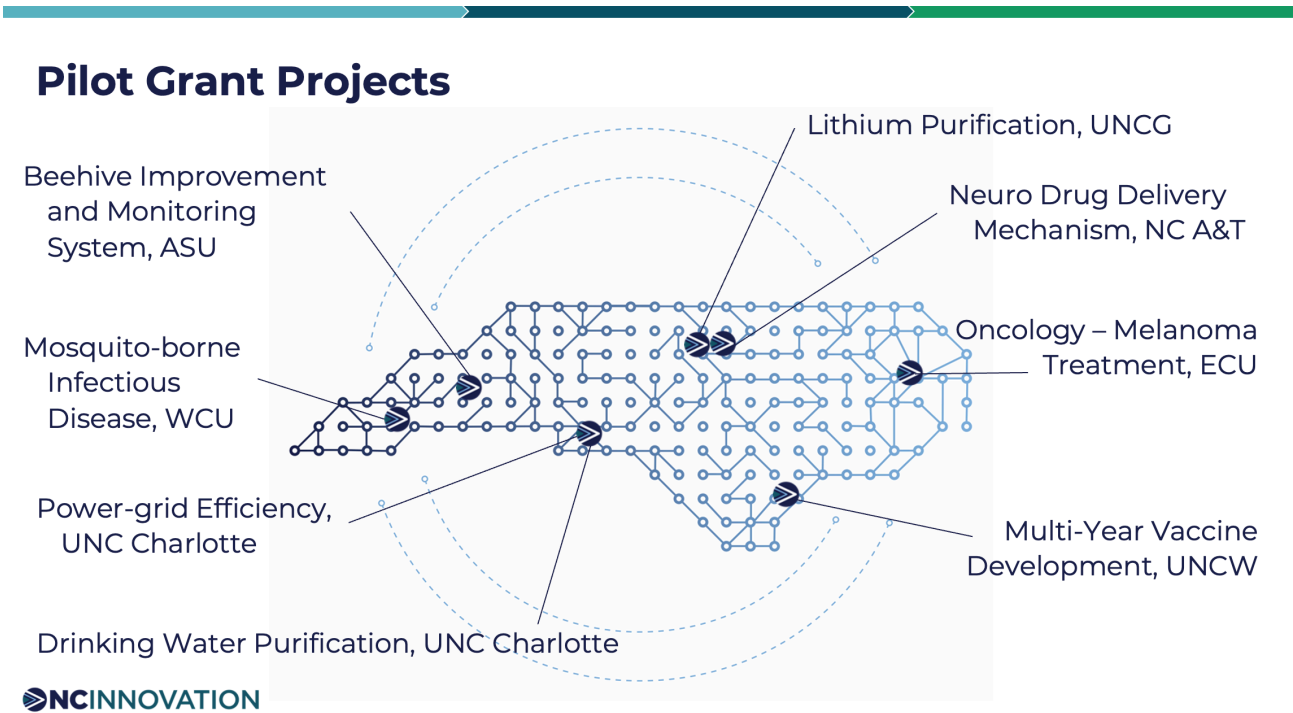 Pilot Grant Projects
Lithium Purification, UNCG
Beehive Improvement
and Monitoring
System, ASU
Neuro Drug Delivery
Mechanism, NC A&T
Mosquito-borne
Infectious
Disease, WCU
Oncology – Melanoma
Treatment, ECU
Power-grid Efficiency,
UNC Charlotte
Multi-Year Vaccine
Development, UNCW
Drinking Water Purification, UNC Charlotte
NCINNOVATION